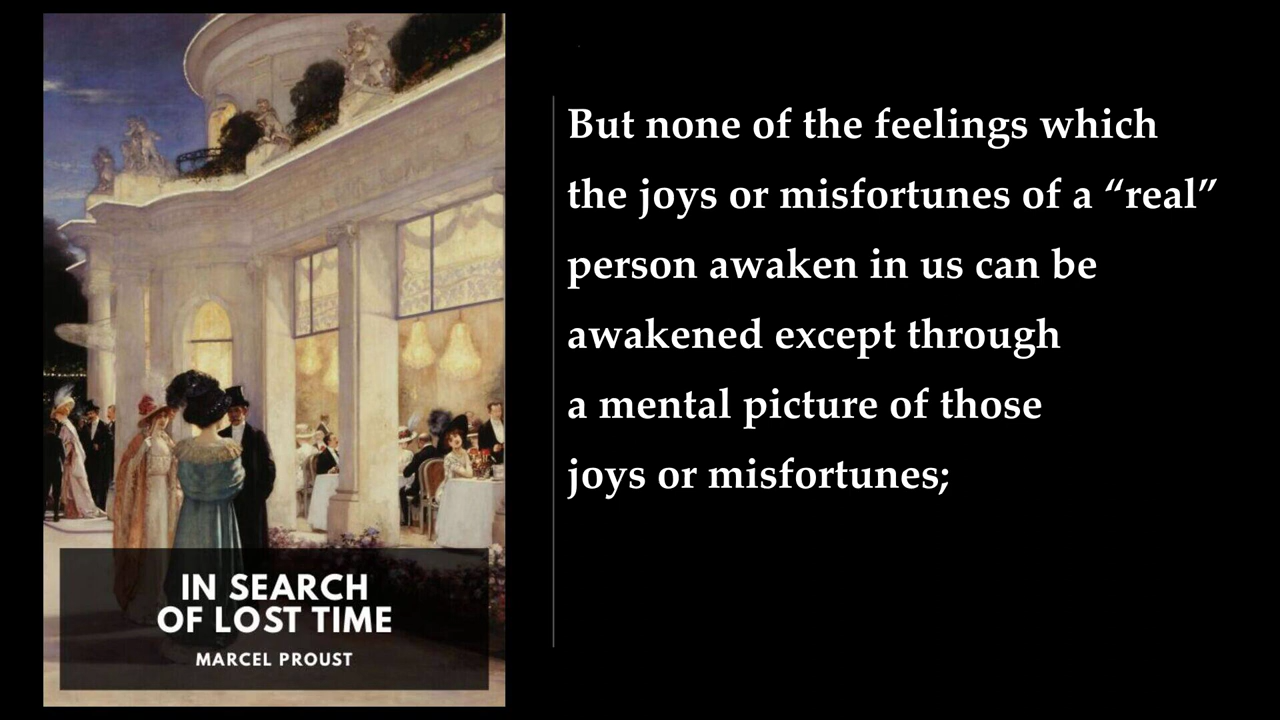 IN SEARCH
OF LOST TIME
MARCEL PROUST
But none of the feelings which
the joys or misfortunes of a “real”
person awaken in us can be
awakened except through
a mental picture of those
joys or misfortunes;